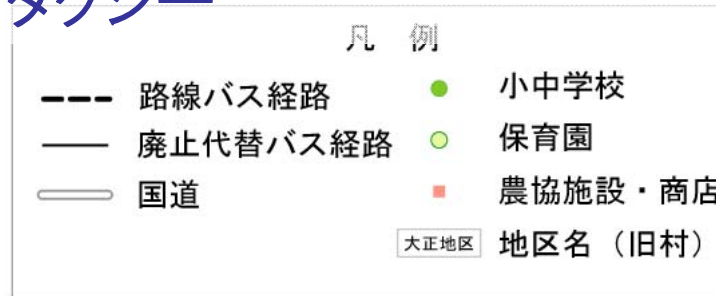 タクシー
凡 例
路線バス経路
小中学校
廃止代替バス経路
保育園
国道
農協施設・商店
大正地区 地区名（旧村）